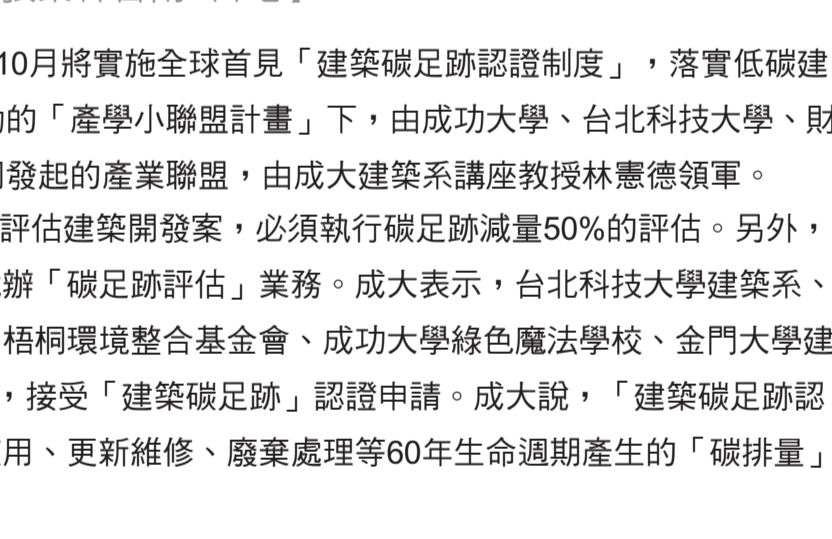 10月將實施全球首見「建築碳足跡認證制度」，落實低碳建
的「產學小聯盟計畫」下，由成功大學、台北科技大學、財
發起的產業聯盟，由成大建築系講座教授林憲德領軍。
評估建築開發案，必須執行碳足跡減量50%的評估。另外，
辦「碳足跡評估」業務。成大表示，台北科技大學建築系、
梧桐環境整合基金會、成功大學綠色魔法學校、金門大學建
，接受「建築碳足跡」認證申請。成大說，「建築碳足跡認
用、更新維修、廢棄處理等60年生命週期產生的「碳排量」